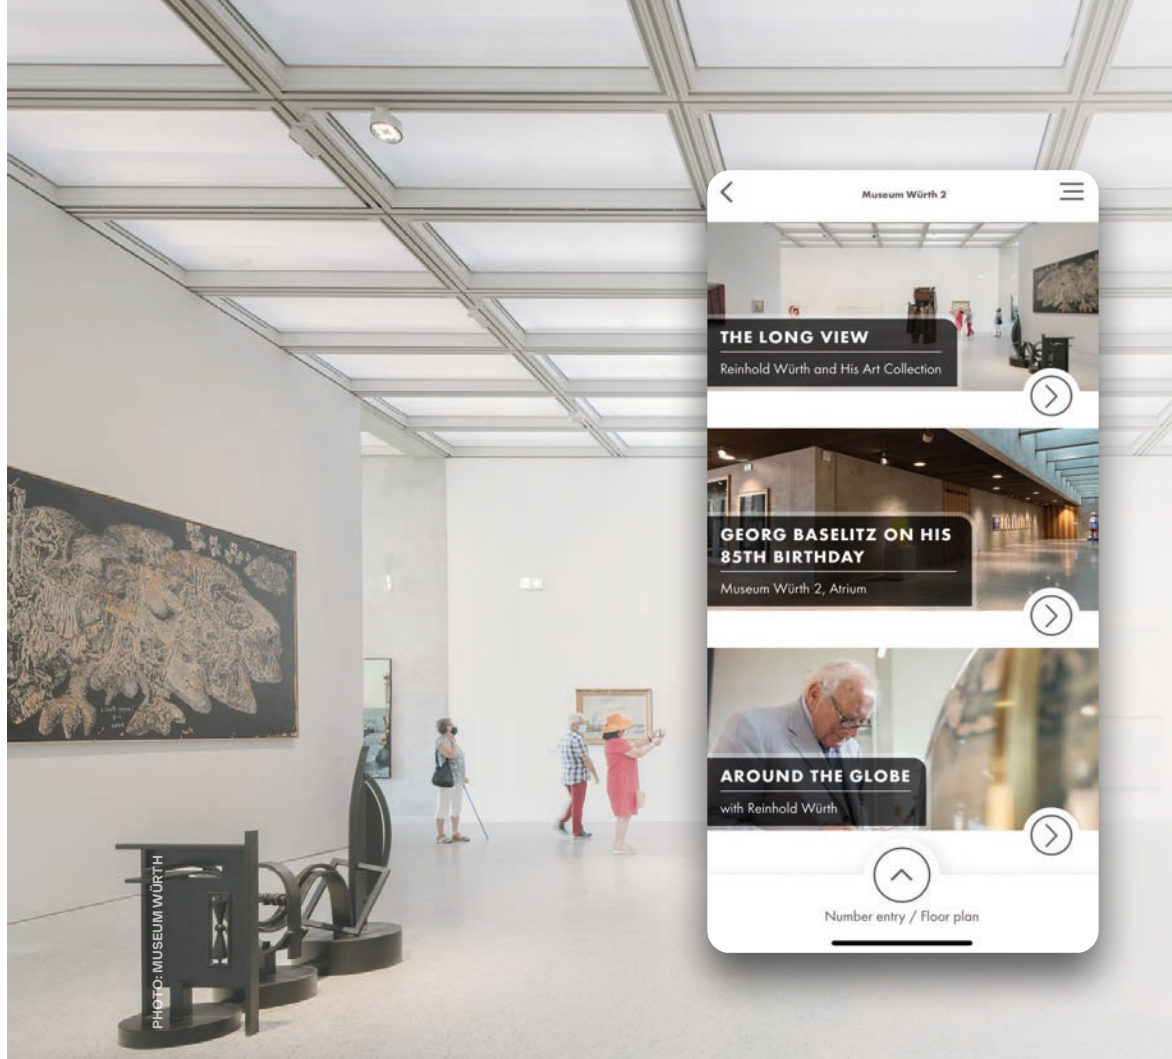 Museum Würth 2
THE LONG VIEW
Reinhold Würth and His Art Collection
GEORG BASELITZ ON HIS
85TH BIRTHDAY
Museum Würth 2, Atrium
AROUND THE GLOBE
with Reinhold Würth
Number entry / Floor plan
PHOTO: MUSEUM WÜRTH